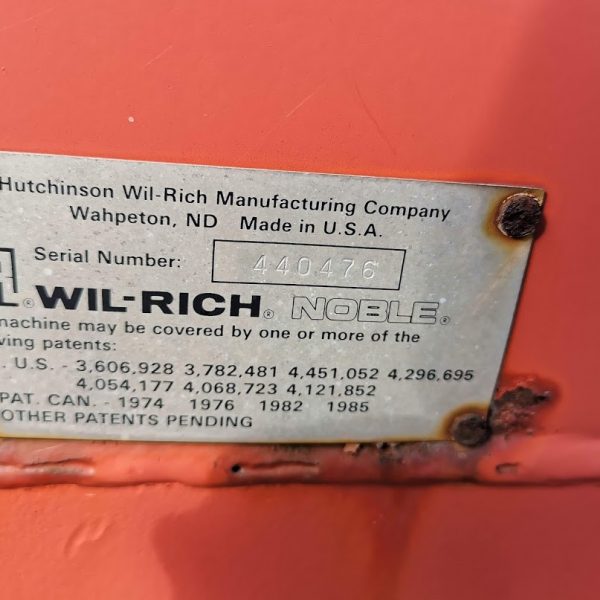 Hutchinson Wil-Rich Manufacturing Company
Wahpeton, ND Made in U.S.A.
Serial Number: 440476
WIL-RICH® NOBLE®
machine may be covered by one or more of the
wing patents:
U.S. - 3,606,928 3,782,481 4,451,052 4,296,695
4,054,177 4,068,723 4,121,852
PAT. CAN. - 1974 1976 1982 1985
OTHER PATENTS PENDING